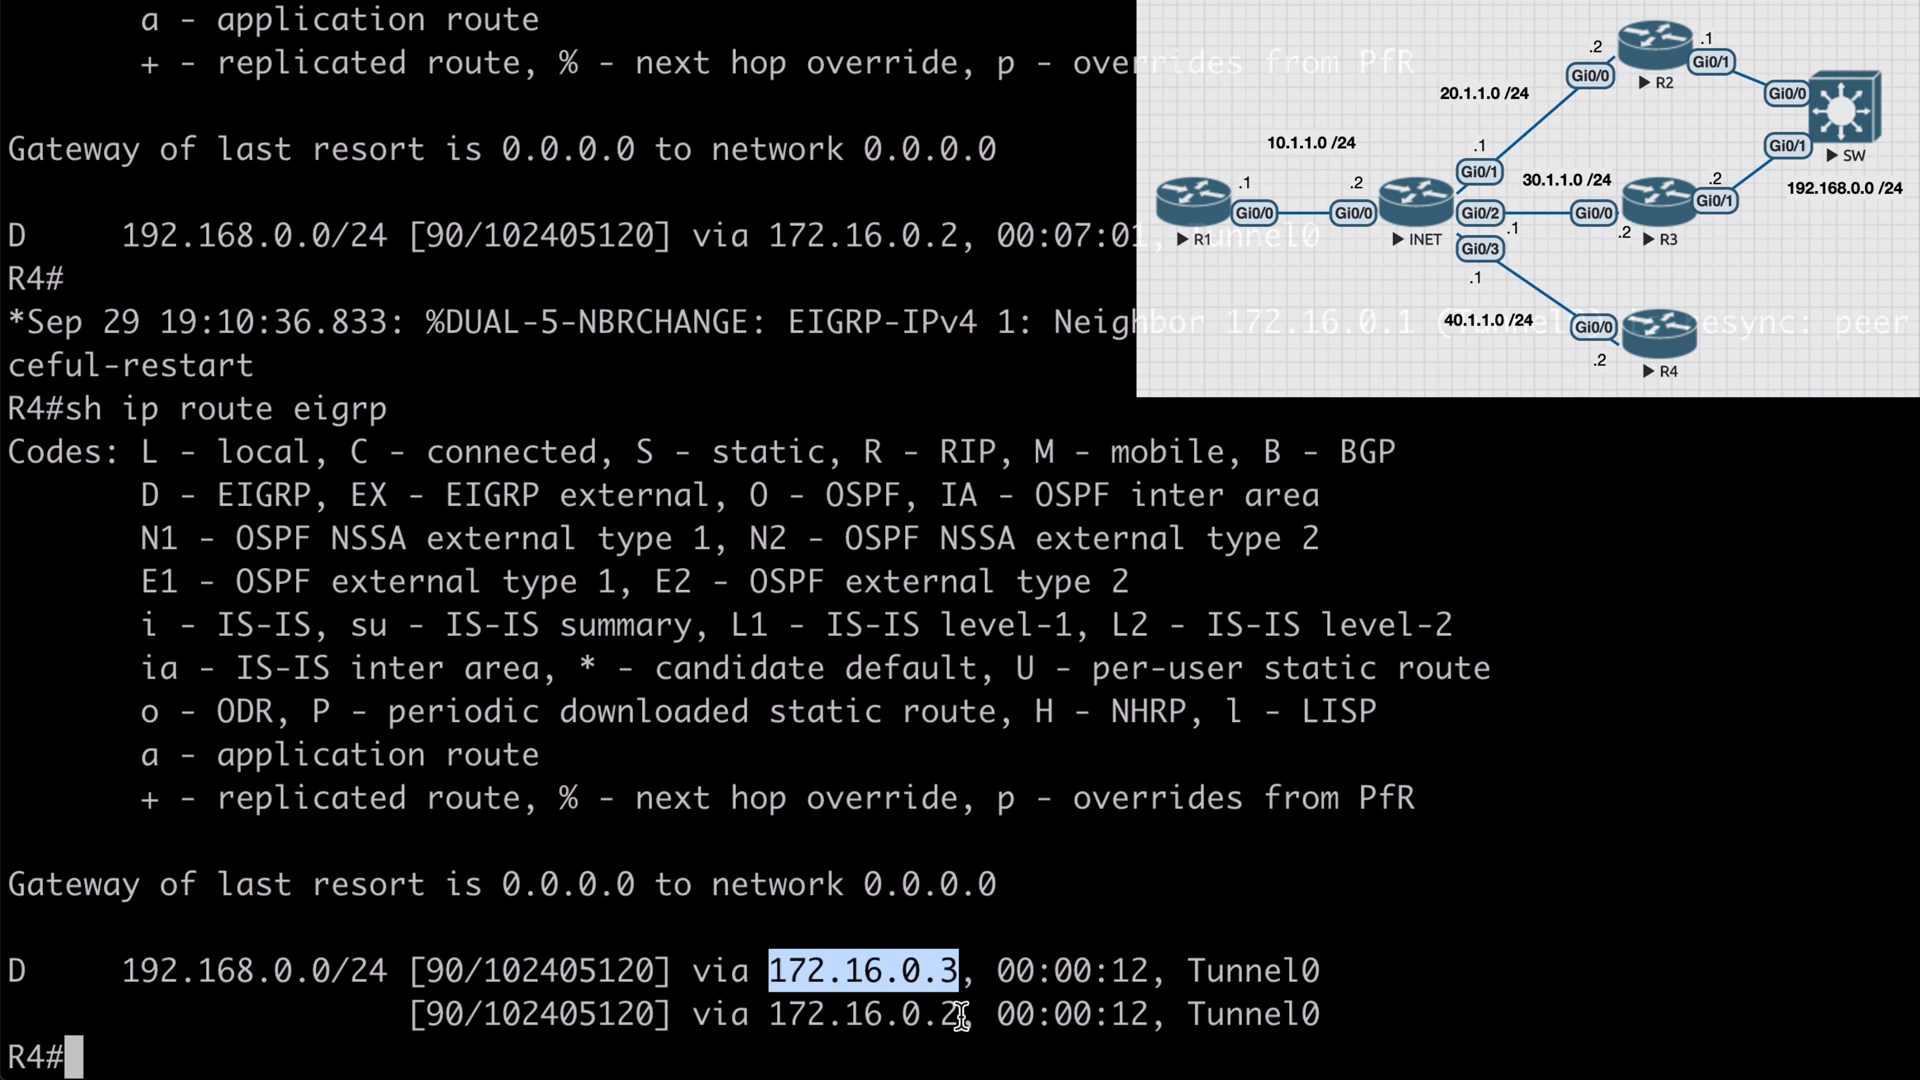 a - application route
+ - replicated route, % - next hop override, p - overrides from PfR
Gateway of last resort is 0.0.0.0 to network 0.0.0.0
D 192.168.0.0/24 [90/102405120] via 172.16.0.2, 00:07:01, Tunnel0
R4#
*Sep 29 19:10:36.833: %DUAL-5-NBRCHANGE: EIGRP-IPv4 1: Neighbor 172.16.0.1 esync: peer
ceful-restart
R4#sh ip route eigrp
Codes: L - local, C - connected, S - static, R - RIP, M - mobile, B - BGP
D - EIGRP, EX - EIGRP external, O - OSPF, IA - OSPF inter area
N1 - OSPF NSSA external type 1, N2 - OSPF NSSA external type 2
E1 - OSPF external type 1, E2 - OSPF external type 2
i - IS-IS, su - IS-IS summary, L1 - IS-IS level-1, L2 - IS-IS level-2
ia - IS-IS inter area, * - candidate default, U - per-user static route
o - ODR, P - periodic downloaded static route, H - NHRP, l - LISP
a - application route
+ - replicated route, % - next hop override, p - overrides from PfR
Gateway of last resort is 0.0.0.0 to network 0.0.0.0
D 192.168.0.0/24 [90/102405120] via 172.16.0.3, 00:00:12, Tunnel0
[90/102405120] via 172.16.0.2, 00:00:12, Tunnel0
R4#
.2
.1
Gi0/0
Gi0/1
R2
20.1.1.0 /24
Gi0/0
10.1.1.0 /24
.1
Gi0/1
SW
Gi0/1
.1
.2
Gi0/1
30.1.1.0 /24
.2
192.168.0.0 /24
Gi0/0
Gi0/0
Gi0/2
Gi0/0
Gi0/1
R1
INET
.1
.2
R3
Gi0/3
.1
40.1.1.0 /24
Gi0/0
.2
R4